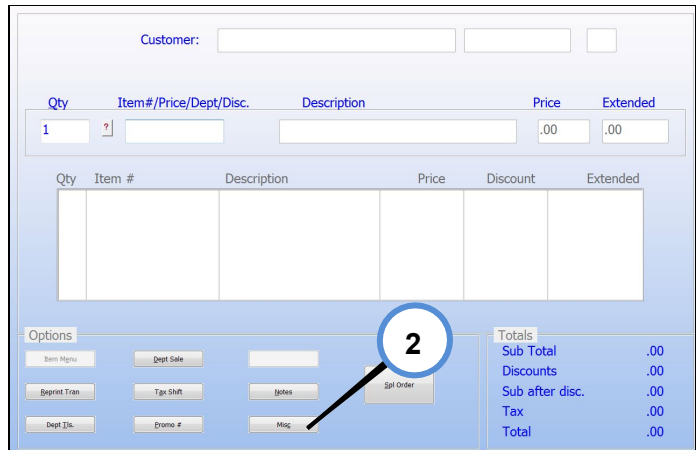 Customer:
Qty Item#/Price/Dept/Disc. Description Price Extended
1 ? .00 .00
Qty Item # Description Price Discount Extended
Options
Item Menu Dept Sale
Reprint Tran Tax Shift Notes Spl Order
Dept Tls. Promo # Misc
2
Totals
Sub Total .00
Discounts .00
Sub after disc. .00
Tax .00
Total .00